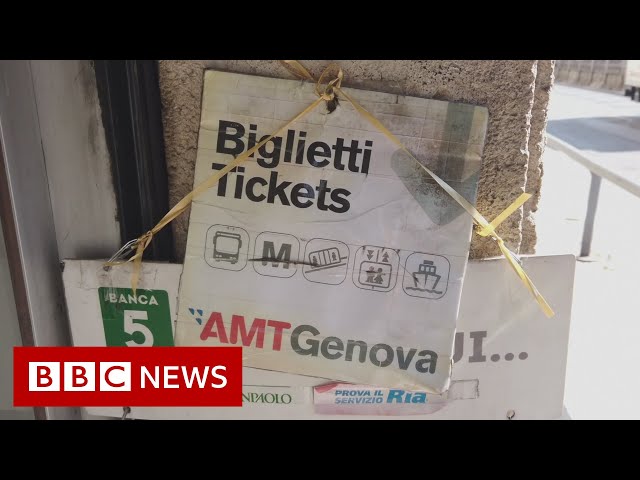 Biglietti
Tickets
M
AMTGenova
BANCA
5
UI...
PROVA IL
SERVIZIO Ria
BBC NEWS